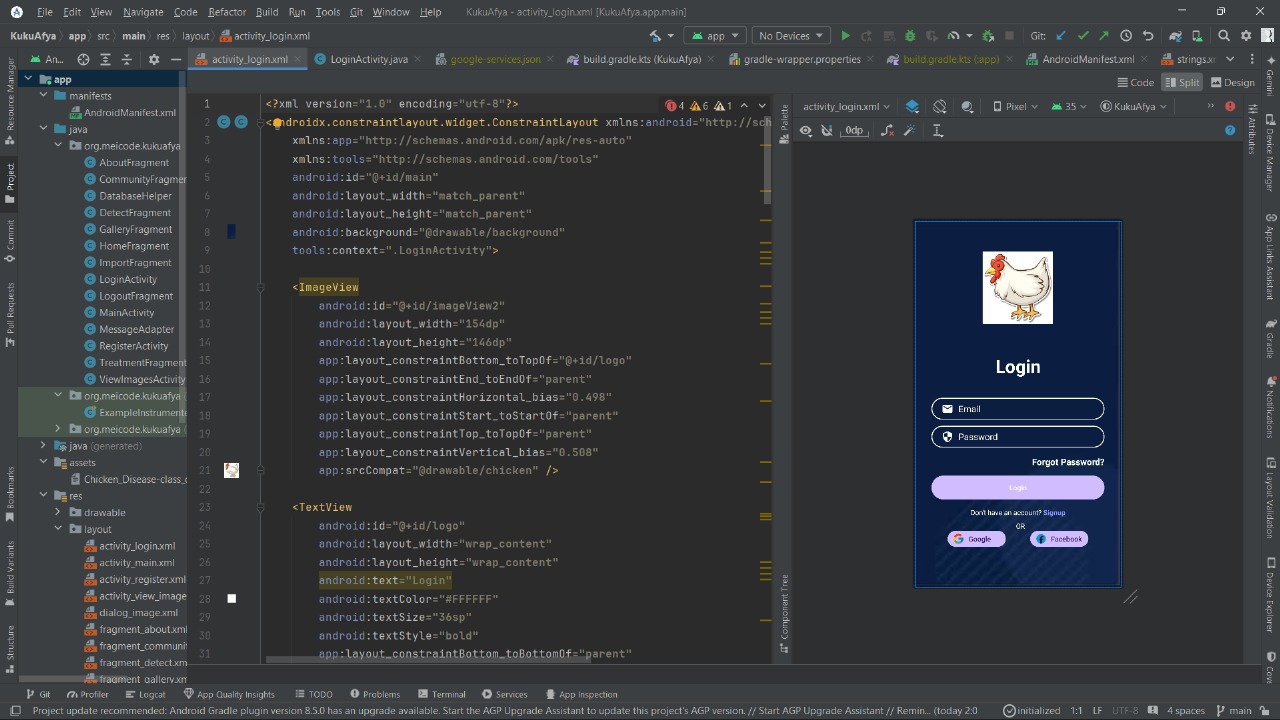 File Edit View Navigate Code Refactor Build Run Tools Git Window Help KukuAfya - activity_login.xml [KukuAfya.app.main]
KukuAfya app src main res layout activity_login.xml app No Devices Git:
An... activity_login.xml LoginActivity.java google-services.json build.gradle.kts (KukuAfya) gradle-wrapper.properties build.gradle.kts (app) AndroidManifest.xml strings.x
Code Split Design
Resource Manager
Project
Commit
Pull Requests
Bookmarks
Build Variants
Structure
app
manifests
AndroidManifest.xml
java
org.meicode.kukuafya
AboutFragment
CommunityFragmen
DatabaseHelper
DetectFragment
GalleryFragment
HomeFragment
ImportFragment
LoginActivity
LogoutFragment
MainActivity
MessageAdapter
RegisterActivity
TreatmentFragment
ViewImagesActivity
org.meicode.kukuafya
ExampleInstrumente
org.meicode.kukuafya
java (generated)
assets
Chicken_Disease-class_c
res
drawable
layout
activity_login.xml
activity_main.xml
activity_register.xml
activity_view_image
dialog_image.xml
fragment_about.xml
fragment_communit
fragment_detect.xm
fragment_gallery.xm
4 6 1
1 <?xml version="1.0" encoding="utf-8"?>
2 <androidx.constraintlayout.widget.ConstraintLayout xmlns:android="http://sch
3 xmlns:app="http://schemas.android.com/apk/res-auto"
4 xmlns:tools="http://schemas.android.com/tools"
5 android:id="@+id/main"
6 android:layout_width="match_parent"
7 android:layout_height="match_parent"
8 android:background="@drawable/background"
9 tools:context=".LoginActivity">
10
11 <ImageView
12 android:id="@+id/imageView2"
13 android:layout_width="154dp"
14 android:layout_height="146dp"
15 app:layout_constraintBottom_toTopOf="@+id/logo"
16 app:layout_constraintEnd_toEndOf="parent"
17 app:layout_constraintHorizontal_bias="0.498"
18 app:layout_constraintStart_toStartOf="parent"
19 app:layout_constraintTop_toTopOf="parent"
20 app:layout_constraintVertical_bias="0.508"
21 app:srcCompat="@drawable/chicken" />
22
23 <TextView
24 android:id="@+id/logo"
25 android:layout_width="wrap_content"
26 android:layout_height="wrap_content"
27 android:text="Login"
28 android:textColor="#FFFFFF"
29 android:textSize="36sp"
30 android:textStyle="bold"
31 app:layout_constraintBottom_toBottomOf="parent"
Palette
Component Tree
activity_login.xml Pixel 35 KukuAfya
0dp
Login
Email
Password
Forgot Password?
Login
Don't have an account? Signup
OR
Google Facebook
Attributes
Gemini
Device Manager
App Links Assistant
Gradle
Notifications
Layout Validation
Device Explorer
Cov
Git Profiler Logcat App Quality Insights TODO Problems Terminal Services App Inspection
Project update recommended: Android Gradle plugin version 8.5.0 has an upgrade available. Start the AGP Upgrade Assistant to update this project's AGP version. // Start AGP Upgrade Assistant // Remin... (today 2:0 initialized 1:1 LF UTF-8 4 spaces main